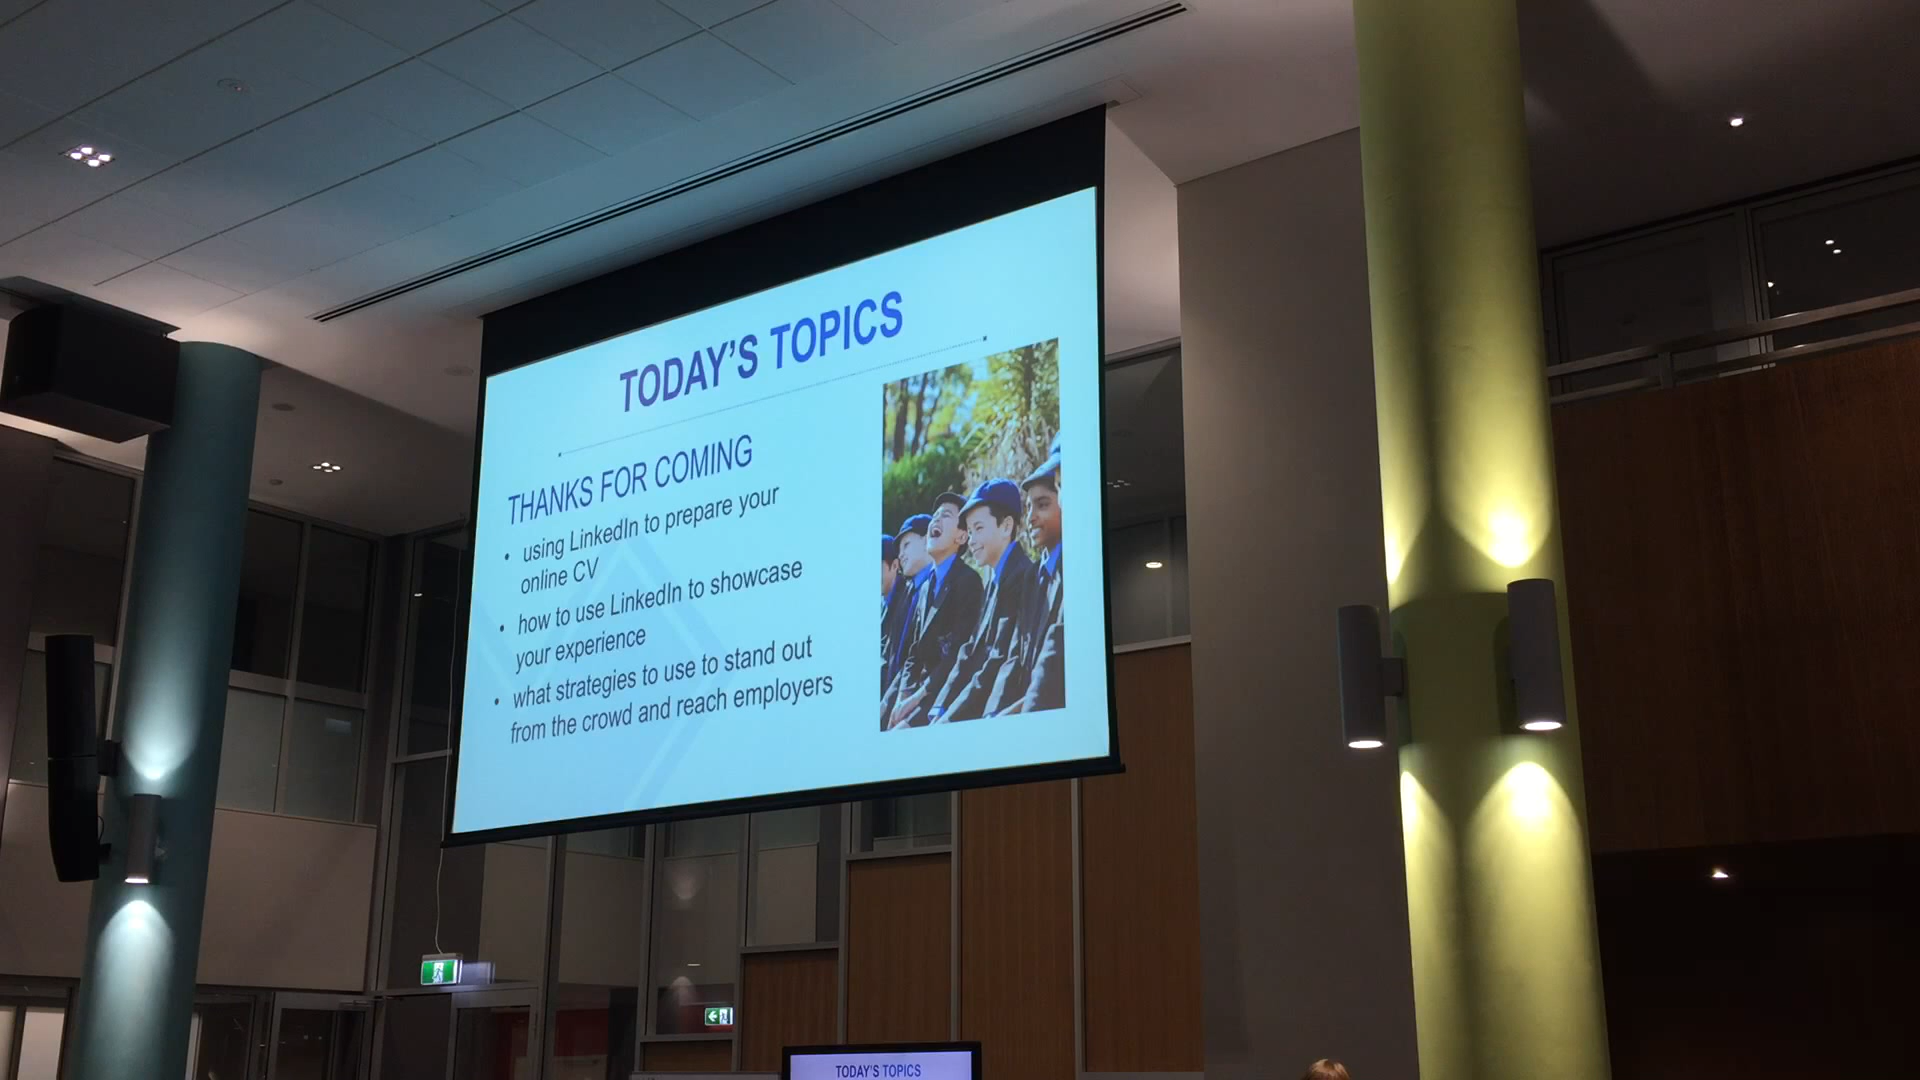 TODAY'S TOPICS
THANKS FOR COMING
• using LinkedIn to prepare your
online CV
• how to use LinkedIn to showcase
your experience
• what strategies to use to stand out
from the crowd and reach employers
TODAY'S TOPICS